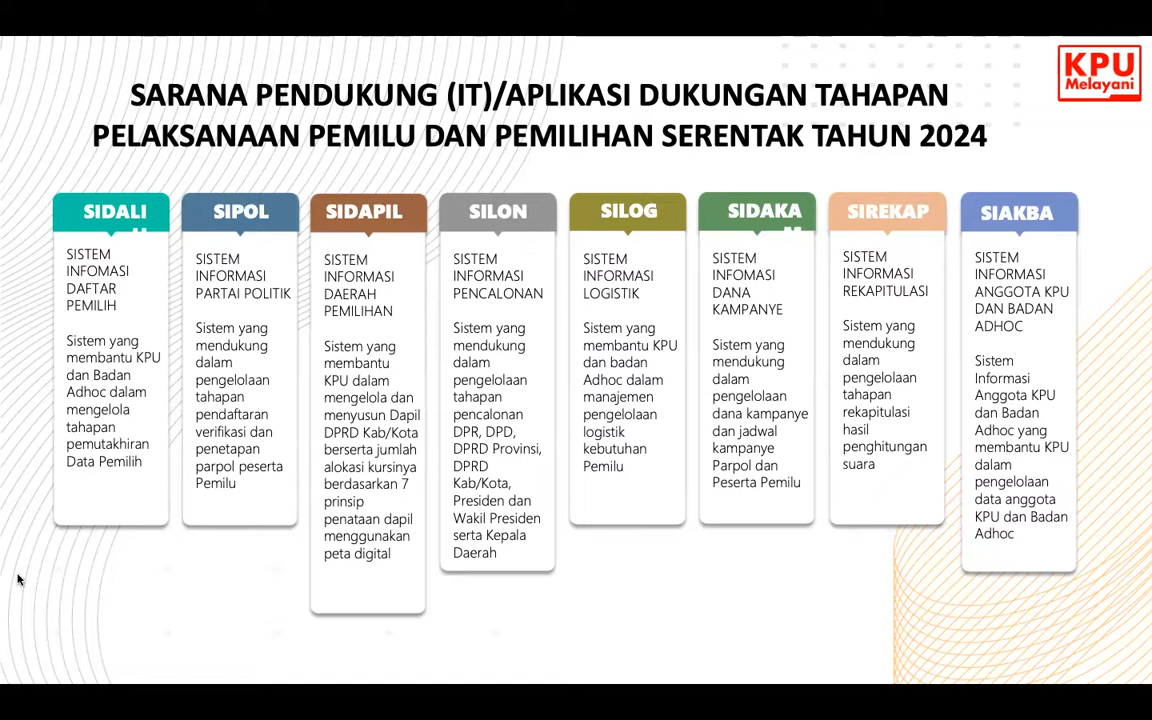 KPU
Melayani
SARANA PENDUKUNG (IT)/APLIKASI DUKUNGAN TAHAPAN
PELAKSANAAN PEMILU DAN PEMILIHAN SERENTAK TAHUN 2024
SIDALI
SISTEM
INFOMASI
DAFTAR
PEMILIH
Sistem yang
membantu KPU
dan Badan
Adhoc dalam
mengelola
tahapan
pemutakhiran
Data Pemilih
SIPOL
SISTEM
INFORMASI
PARTAI POLITIK
Sistem yang
mendukung
dalam
pengelolaan
tahapan
pendaftaran
verifikasi dan
penetapan
parpol peserta
Pemilu
SIDAPIL
SISTEM
INFORMASI
DAERAH
PEMILIHAN
Sistem yang
membantu
KPU dalam
mengelola dan
menyusun Dapil
DPRD Kab/Kota
berserta jumlah
alokasi kursinya
berdasarkan 7
prinsip
penataan dapil
menggunakan
peta digital
SILON
SISTEM
INFORMASI
PENCALONAN
Sistem yang
mendukung
dalam
pengelolaan
tahapan
pencalonan
DPR, DPD,
DPRD Provinsi,
DPRD
Kab/Kota,
Presiden dan
Wakil Presiden
serta Kepala
Daerah
SILOG
SISTEM
INFORMASI
LOGISTIK
Sistem yang
membantu KPU
dan badan
Adhoc dalam
manajemen
pengelolaan
logistik
kebutuhan
Pemilu
SIDAKA
M
SISTEM
INFOMASI
DANA
KAMPANYE
Sistem yang
mendukung
dalam
pengelolaan
dana kampanye
dan jadwal
kampanye
Parpol dan
Peserta Pemilu
SIREKAP
SISTEM
INFORMASI
REKAPITULASI
Sistem yang
mendukung
dalam
pengelolaan
tahapan
rekapitulasi
hasil
penghitungan
suara
SIAKBA
SISTEM
INFORMASI
ANGGOTA KPU
DAN BADAN
ADHOC
Sistem
Informasi
Anggota KPU
dan Badan
Adhoc yang
membantu KPU
dalam
pengelolaan
data anggota
KPU dan Badan
Adhoc